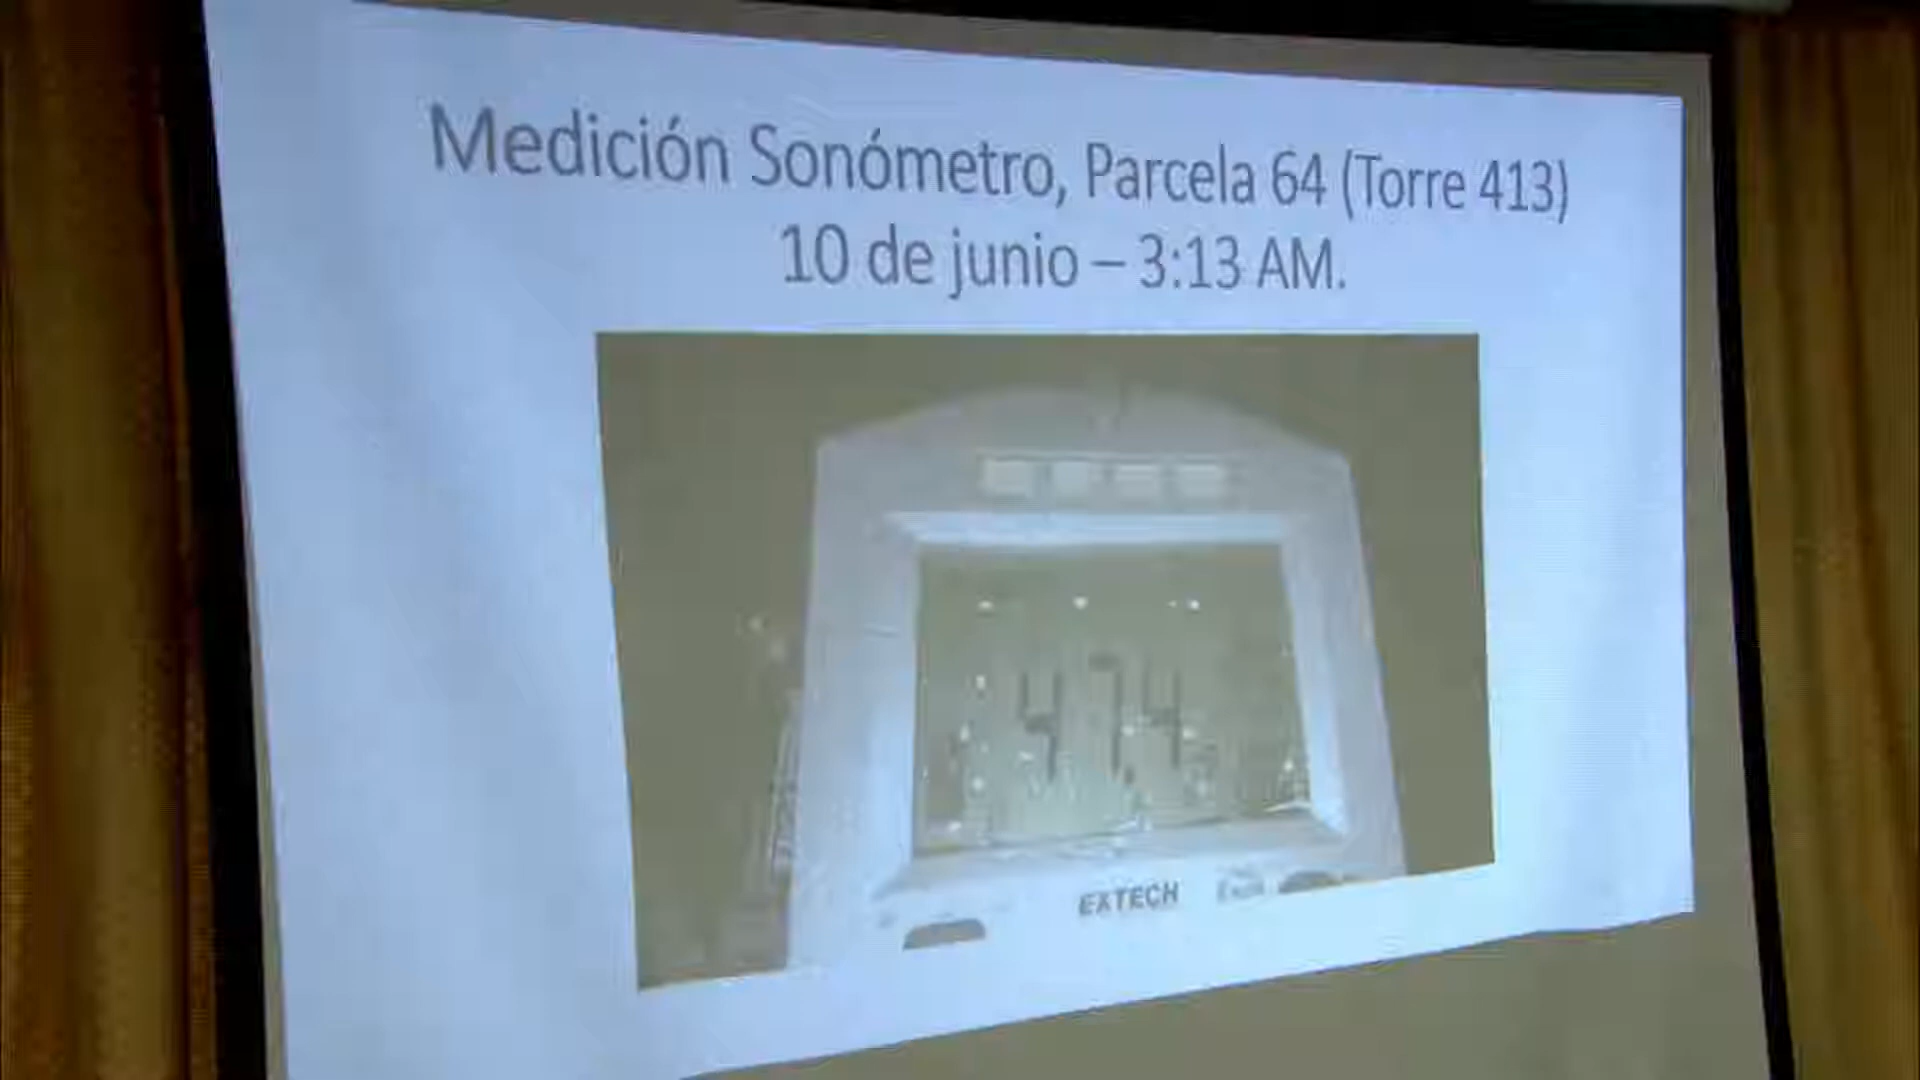 Medición Sonómetro, Parcela 64 (Torre 413)
10 de junio – 3:13 AM.
47.4
EXTECH